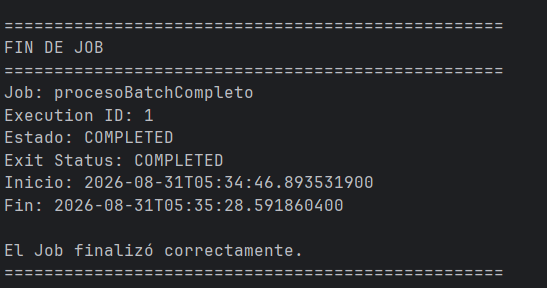 ==================================================
FIN DE JOB
==================================================
Job: procesoBatchCompleto
Execution ID: 1
Estado: COMPLETED
Exit Status: COMPLETED
Inicio: 2026-08-31T05:34:46.893531900
Fin: 2026-08-31T05:35:28.591860400
El Job finalizó correctamente.
==================================================